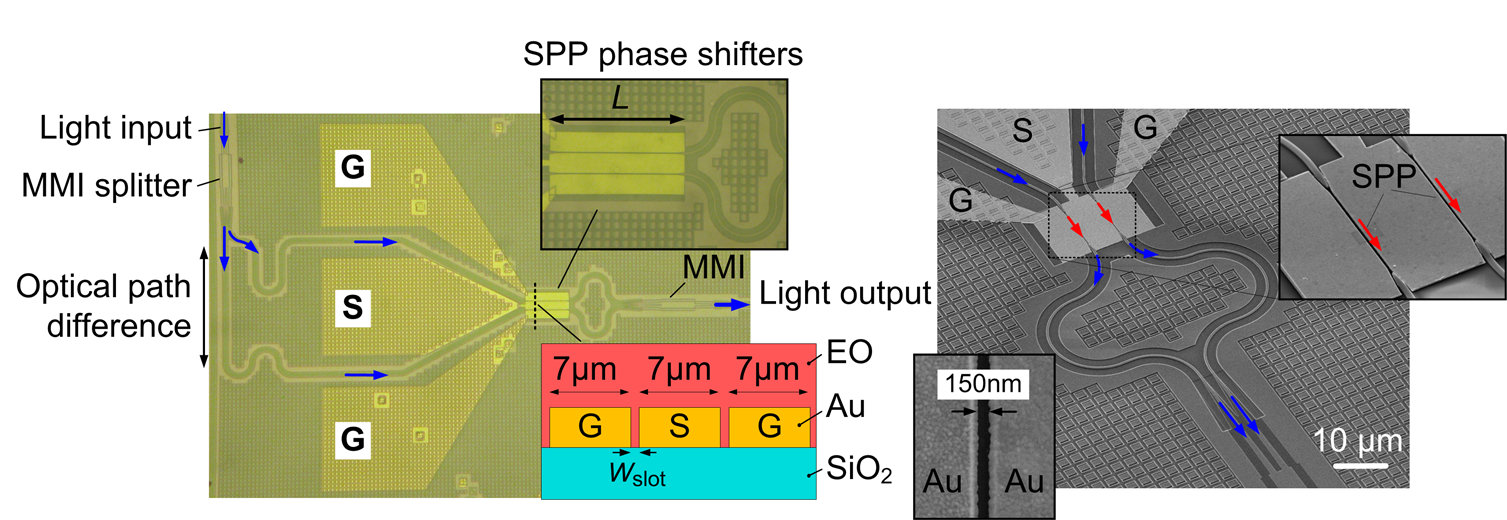 SPP phase shifters
L
Light input
MMI splitter
Optical path
difference
G
S
G
MMI
Light output
7μm 7μm 7μm
EO
G S G
Au
Wslot
SiO2
S G
G
SPP
150nm
Au Au
10 μm